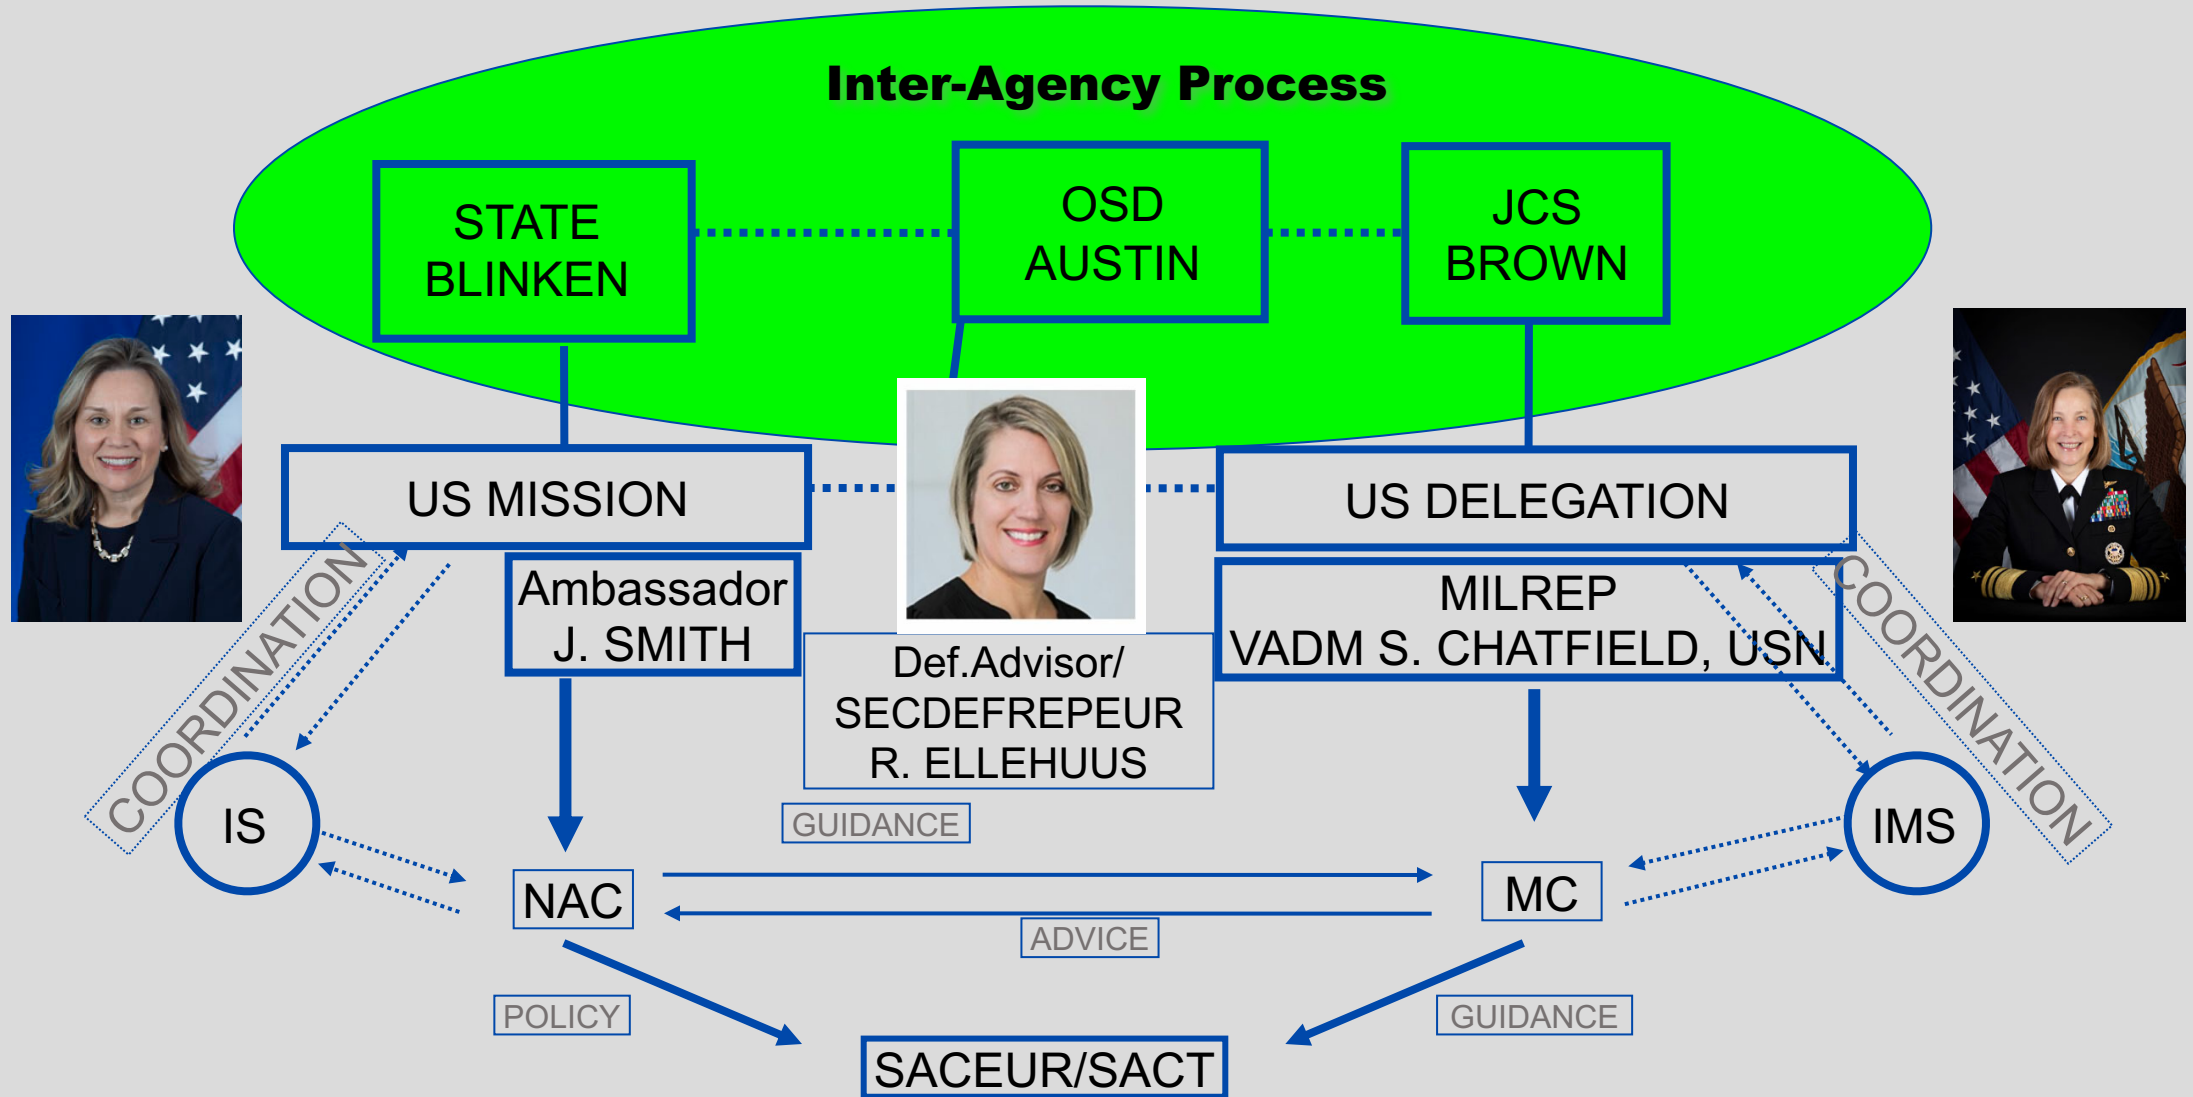 Inter-Agency Process
STATE
BLINKEN
OSD
AUSTIN
JCS
BROWN
US MISSION
US DELEGATION
Ambassador
J. SMITH
Def.Advisor/
SECDEFREPEUR
R. ELLEHUUS
MILREP
VADM S. CHATFIELD, USN
COORDINATION
COORDINATION
IS
IMS
GUIDANCE
NAC
MC
ADVICE
POLICY
GUIDANCE
SACEUR/SACT